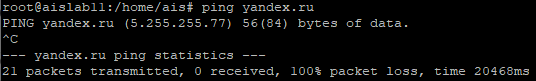 root@aislab11:/home/ais# ping yandex.ru
PING yandex.ru (5.255.255.77) 56(84) bytes of data.
^C
--- yandex.ru ping statistics ---
21 packets transmitted, 0 received, 100% packet loss, time 20468ms